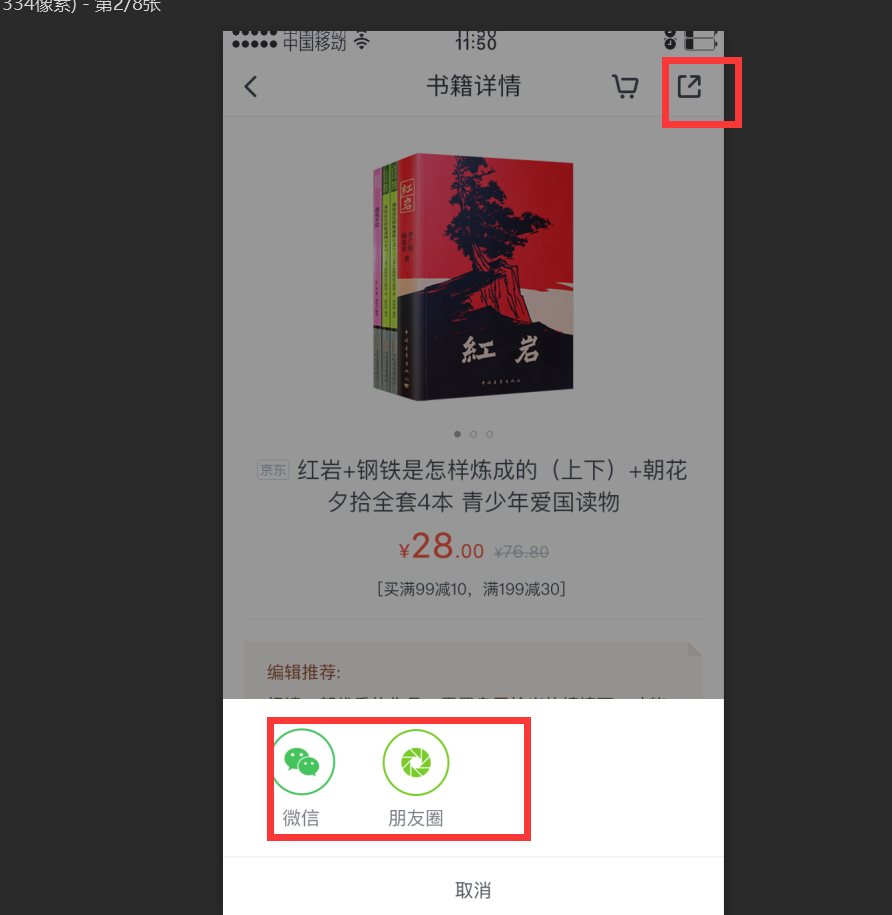 334像素) - 第2/8张
中国移动 11:50
书籍详情
红岩
紅岩
京东 红岩+钢铁是怎样炼成的（上下）+朝花
夕拾全套4本 青少年爱国读物
¥28.00 ¥76.80
[买满99减10，满199减30]
编辑推荐:
微信 朋友圈
取消